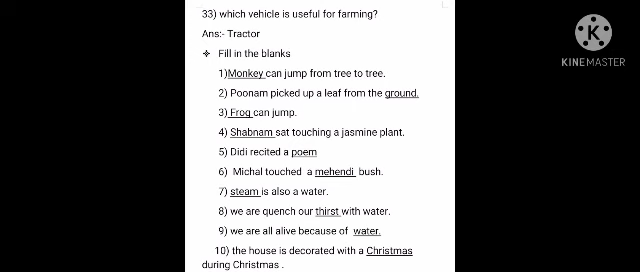 33) which vehicle is useful for farming?
Ans:- Tractor
❖ Fill in the blanks
1)Monkey can jump from tree to tree.
2) Poonam picked up a leaf from the ground.
3) Frog can jump.
4) Shabnam sat touching a jasmine plant.
5) Didi recited a poem
6) Michal touched a mehendi bush.
7) steam is also a water.
8) we are quench our thirst with water.
9) we are all alive because of water.
10) the house is decorated with a Christmas
during Christmas .
K
KINEMASTER